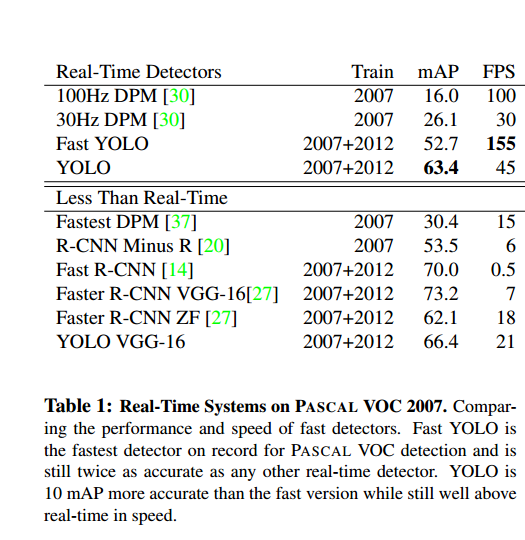 Real-Time Detectors Train mAP FPS
100Hz DPM [30] 2007 16.0 100
30Hz DPM [30] 2007 26.1 30
Fast YOLO 2007+2012 52.7 155
YOLO 2007+2012 63.4 45
Less Than Real-Time
Fastest DPM [37] 2007 30.4 15
R-CNN Minus R [20] 2007 53.5 6
Fast R-CNN [14] 2007+2012 70.0 0.5
Faster R-CNN VGG-16[27] 2007+2012 73.2 7
Faster R-CNN ZF [27] 2007+2012 62.1 18
YOLO VGG-16 2007+2012 66.4 21
Table 1: Real-Time Systems on PASCAL VOC 2007. Compar-
ing the performance and speed of fast detectors. Fast YOLO is
the fastest detector on record for PASCAL VOC detection and is
still twice as accurate as any other real-time detector. YOLO is
10 mAP more accurate than the fast version while still well above
real-time in speed.